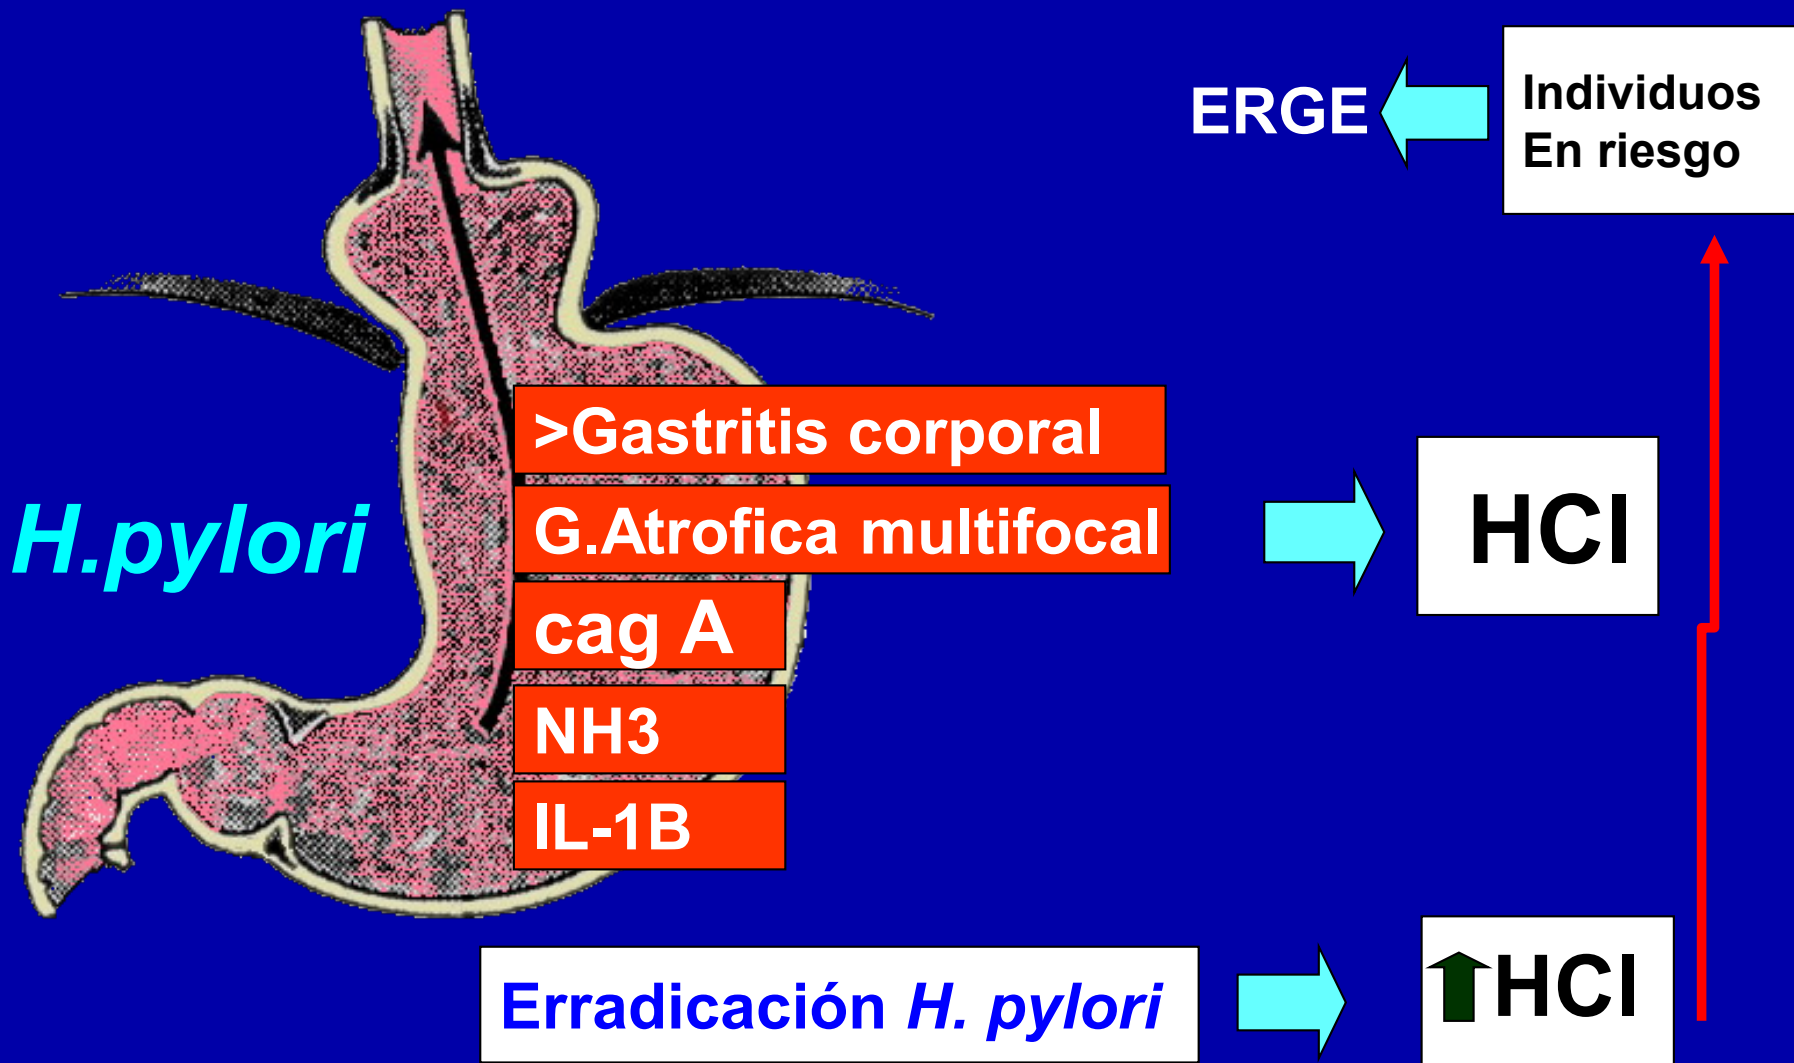 ERGE
Individuos
En riesgo
>Gastritis corporal
H.pylori
G.Atrofica multifocal
HCl
cag A
NH3
IL-1B
Erradicación H. pylori
HCl